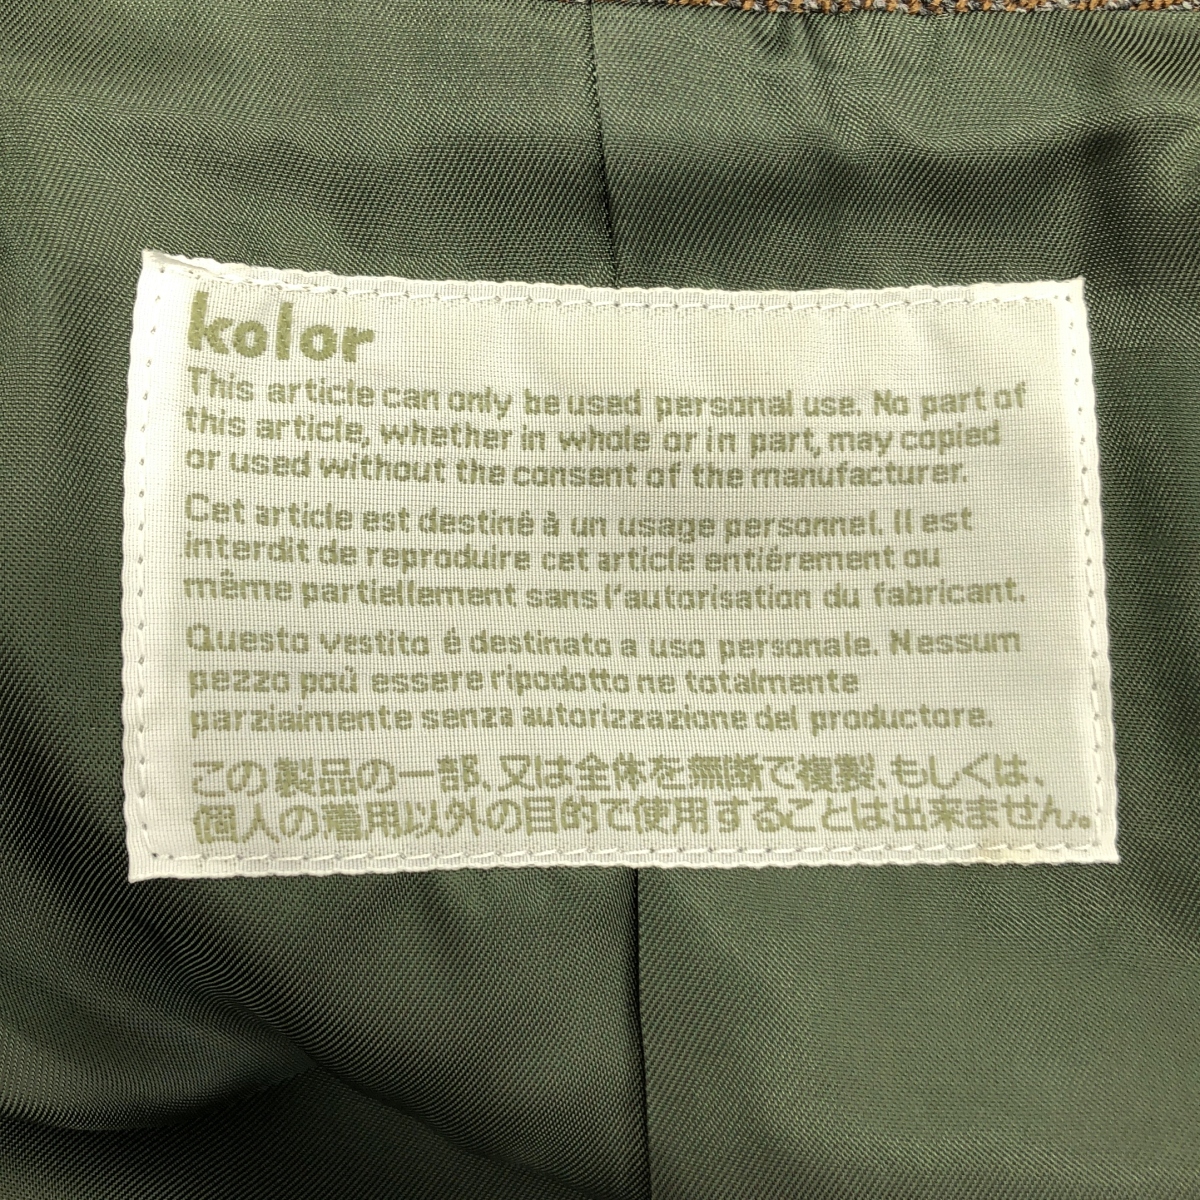 kolor
This article can only be used personal use. No part of
this article, whether in whole or in part, may copied
or used without the consent of the manufacturer.
Cet article est destiné à un usage personnel. Il est
interdit de reproduire cet article entiérement ou
même partiellement sans l'autorisation du fabricant.
Questo vestito é destinato a uso personale. Nessum
pezzo poú essere ripodotto ne totalmente
parzialmente senza autorizzazione del productore.
この製品の一部、又は全体を無断で複製、もしくは、
個人の着用以外の目的で使用することは出来ません。